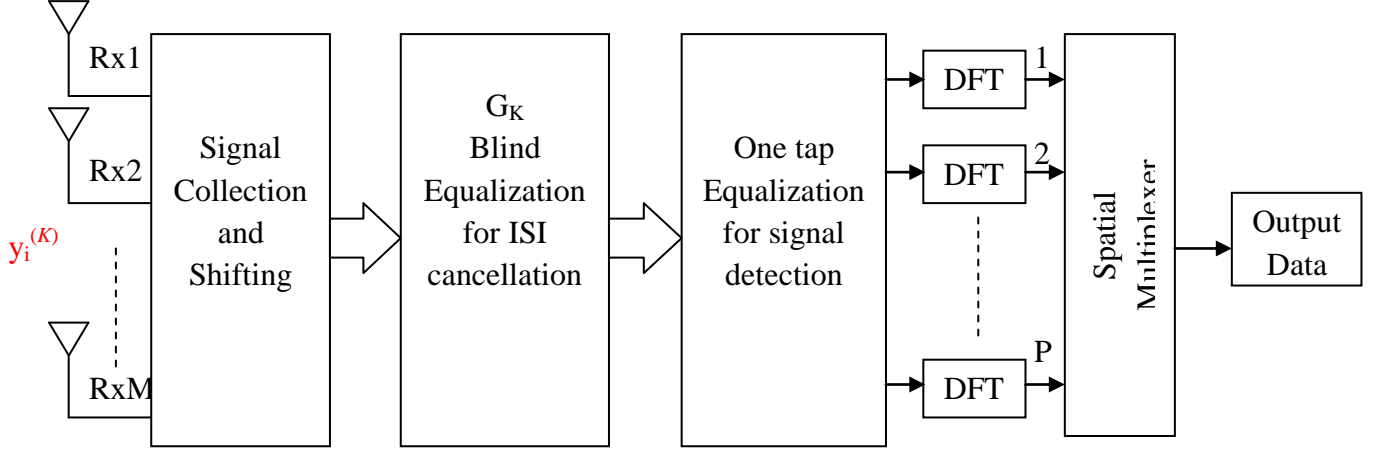 Rx1
Rx2
y_i^(K)
RxM
Signal
Collection
and
Shifting
G_K
Blind
Equalization
for ISI
cancellation
One tap
Equalization
for signal
detection
DFT
1
DFT
2
DFT
P
Spatial
Multiplexer
Output
Data